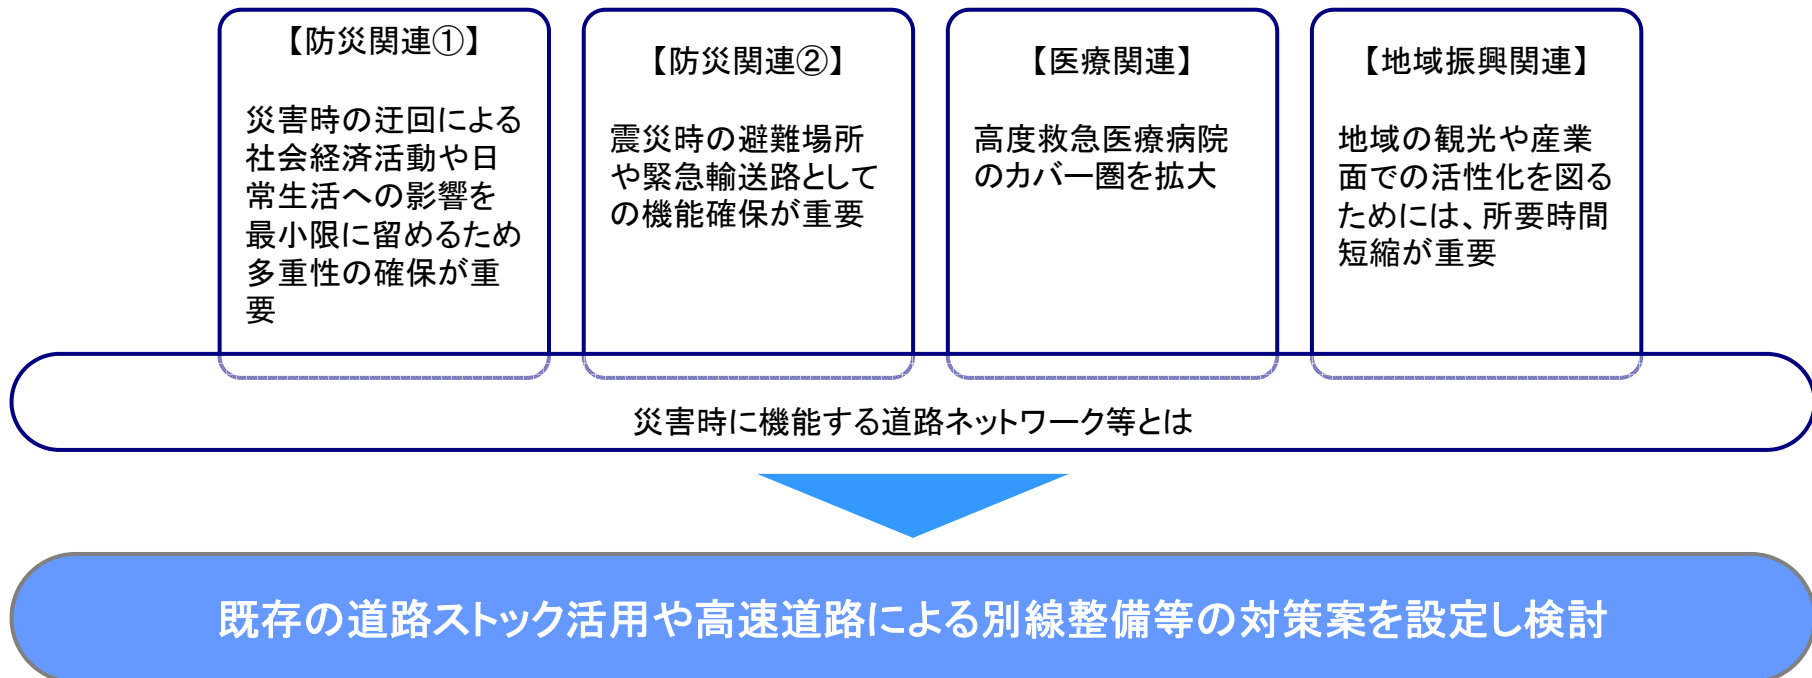 【防災関連①】
災害時の迂回による
社会経済活動や日
常生活への影響を
最小限に留めるため
多重性の確保が重
要
【防災関連②】
震災時の避難場所
や緊急輸送路として
の機能確保が重要
【医療関連】
高度救急医療病院
のカバー圏を拡大
【地域振興関連】
地域の観光や産業
面での活性化を図る
ためには、所要時間
短縮が重要
災害時に機能する道路ネットワーク等とは
既存の道路ストック活用や高速道路による別線整備等の対策案を設定し検討